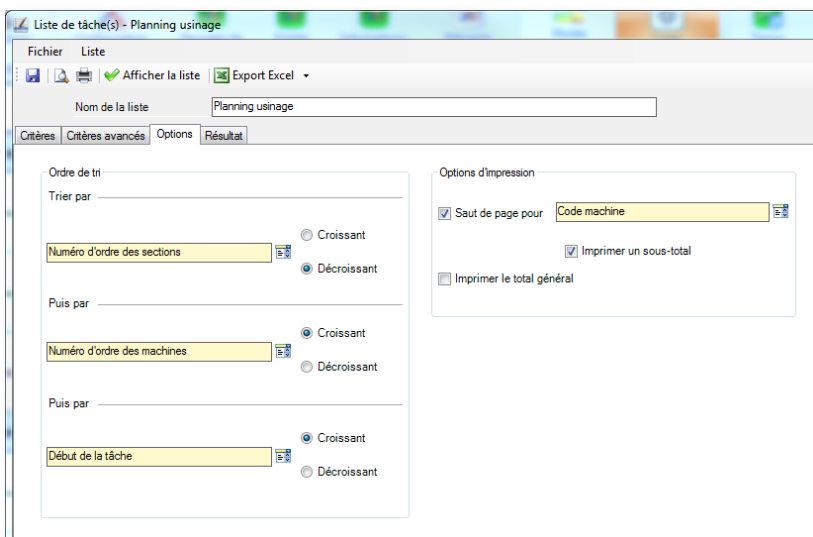 Liste de tâche(s) - Planning usinage
Fichier Liste
Afficher la liste Export Excel
Nom de la liste Planning usinage
Critères Critères avancés Options Résultat
Ordre de tri
Trier par
Croissant
Numéro d'ordre des sections
Décroissant
Puis par
Croissant
Numéro d'ordre des machines
Décroissant
Puis par
Croissant
Début de la tâche
Décroissant
Options d'impression
Saut de page pour Code machine
Imprimer un sous-total
Imprimer le total général